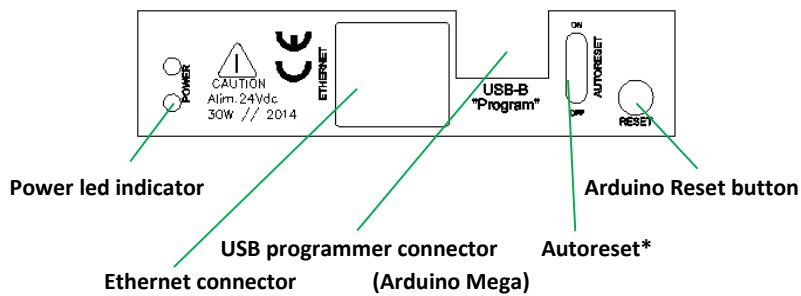 POWER
CAUTION
Alim.24Vdc
30W // 2014
CE
ETHERNET
USB-B
"Program"
ON
AUTORESET
OFF
RESET
Power led indicator
Arduino Reset button
USB programmer connector
Autoreset*
Ethernet connector
(Arduino Mega)